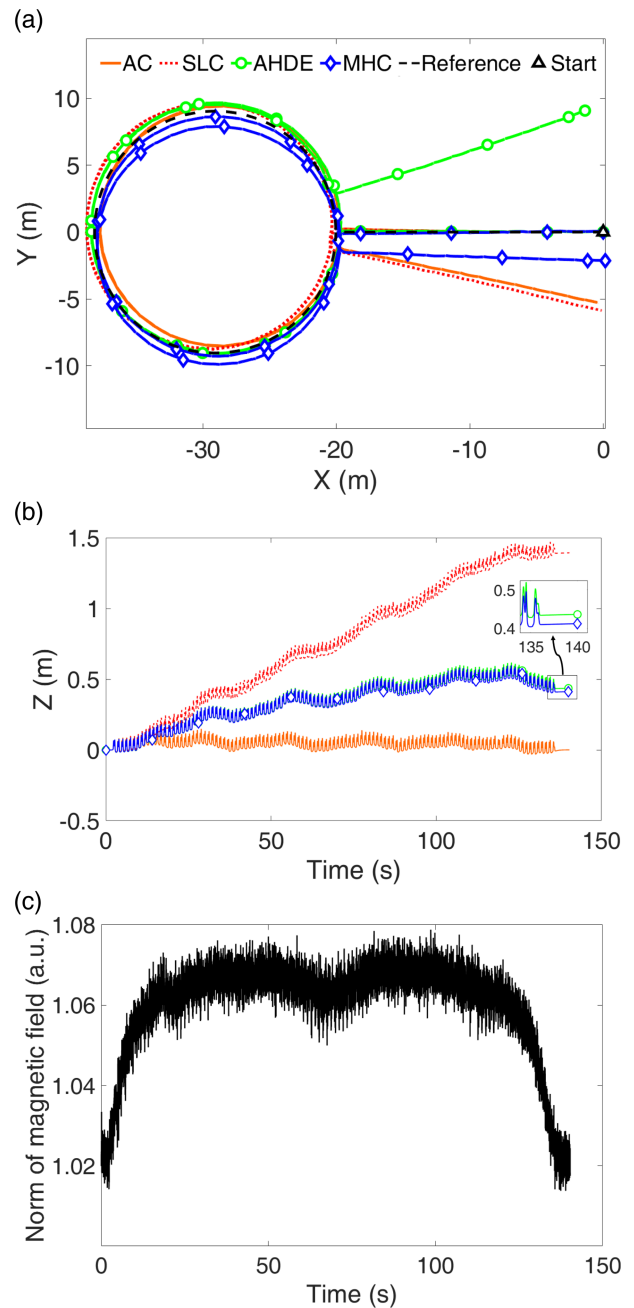 (a)
AC SLC AHDE MHC Reference Start
10
5
0
-5
-10
Y (m)
-30 -20 -10 0
X (m)
(b)
1.5
1
0.5
0
-0.5
Z (m)
0.5
0.4
135 140
0 50 100 150
Time (s)
(c)
1.08
1.06
1.04
1.02
Norm of magnetic field (a.u.)
0 50 100 150
Time (s)